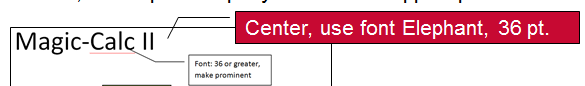 Center, use font Elephant, 36 pt.
Magic-Calc II
Font: 36 or greater,
make prominent